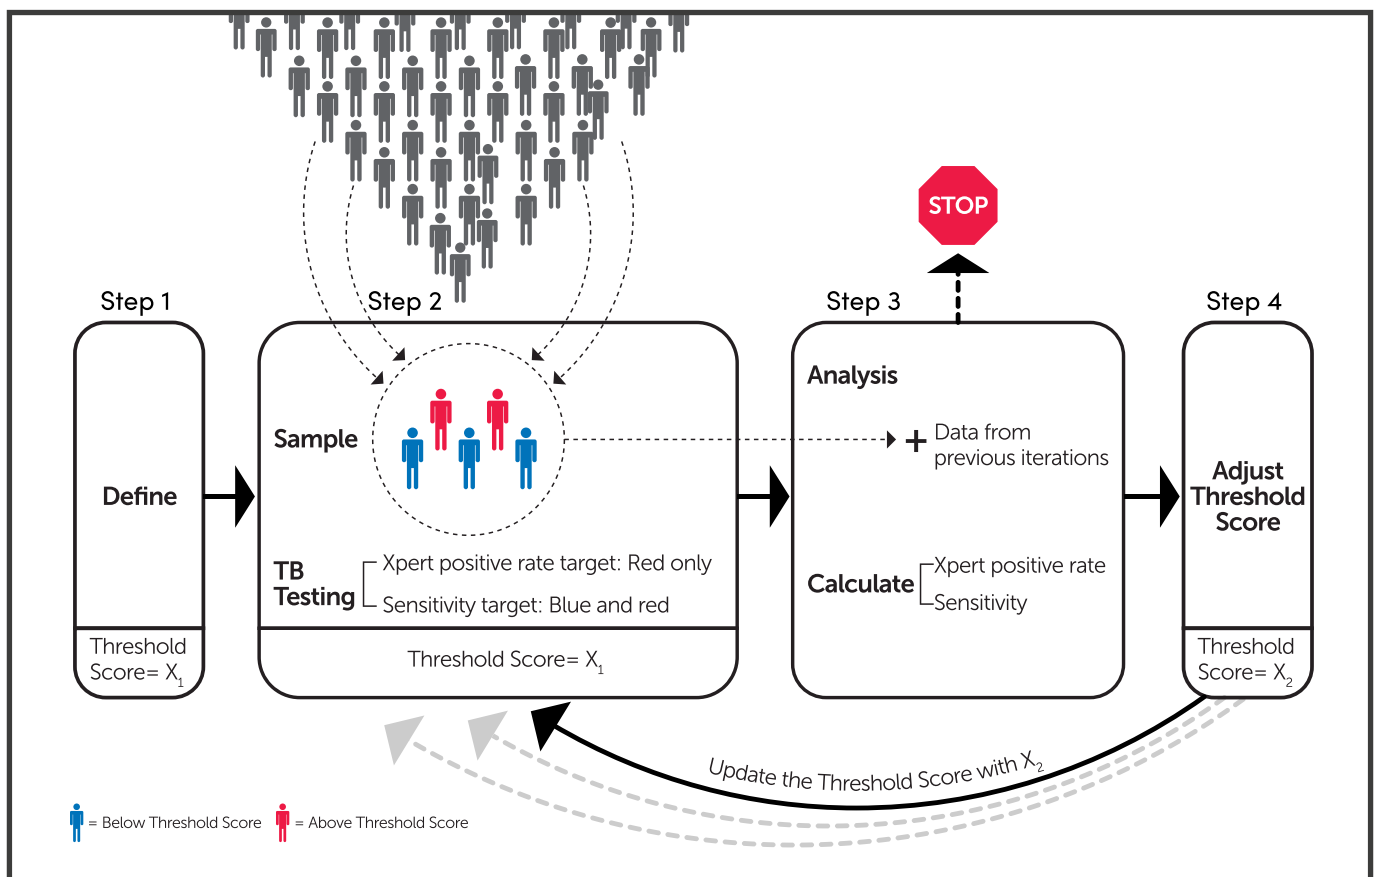 STOP
Step 1
Step 2
Step 3
Step 4
Define
Threshold
Score= X₁
Sample
TB
Testing
Xpert positive rate target: Red only
Sensitivity target: Blue and red
Threshold Score= X₁
Analysis
+ Data from
previous iterations
Calculate
Xpert positive rate
Sensitivity
Adjust
Threshold
Score
Threshold
Score= X₂
Update the Threshold Score with X₂
= Below Threshold Score
= Above Threshold Score